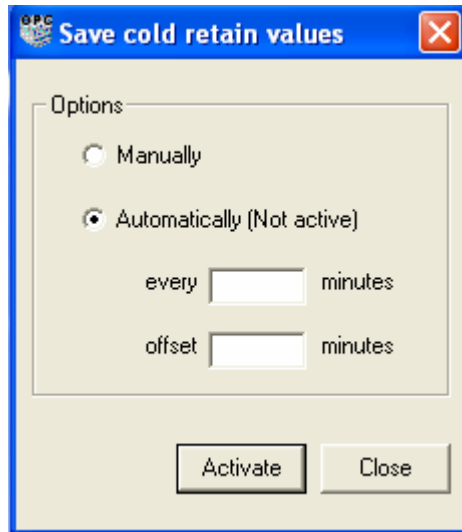 OPC
Save cold retain values
Options
Manually
Automatically (Not active)
every minutes
offset minutes
Activate Close